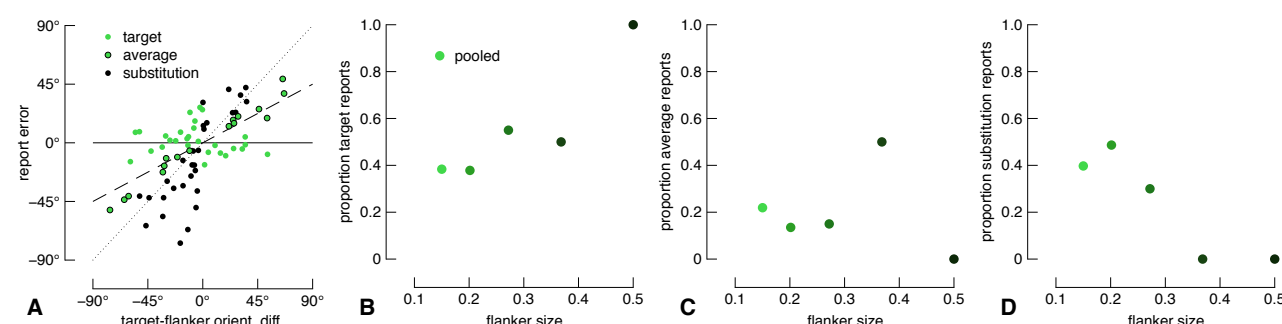 90°
45°
0°
−45°
−90°
report error
target
average
substitution
−90°
−45°
0°
45°
90°
target-flanker orient. diff
A
1.0
0.8
0.6
0.4
0.2
0
proportion target reports
pooled
0.1
0.2
0.3
0.4
0.5
flanker size
B
1.0
0.8
0.6
0.4
0.2
0
proportion average reports
0.1
0.2
0.3
0.4
0.5
flanker size
C
1.0
0.8
0.6
0.4
0.2
0
proportion substitution reports
0.1
0.2
0.3
0.4
0.5
flanker size
D